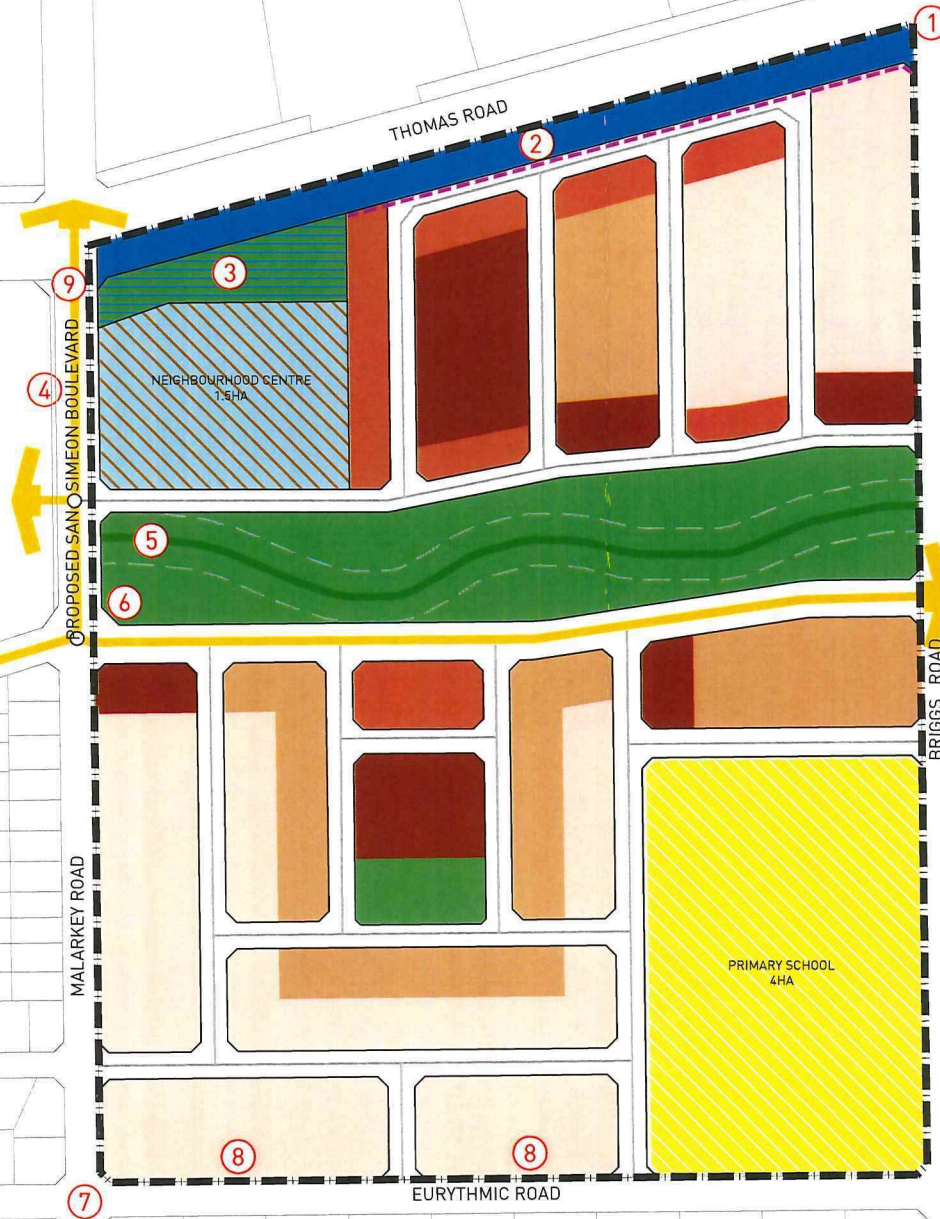 1
THOMAS ROAD
2
3
9
PROPOSED SAN SIMEON BOULEVARD
4
NEIGHBOURHOOD CENTRE
1.5HA
5
6
BRIGGS ROAD
MALARKEY ROAD
PRIMARY SCHOOL
4HA
8
8
7
EURYTHMIC ROAD